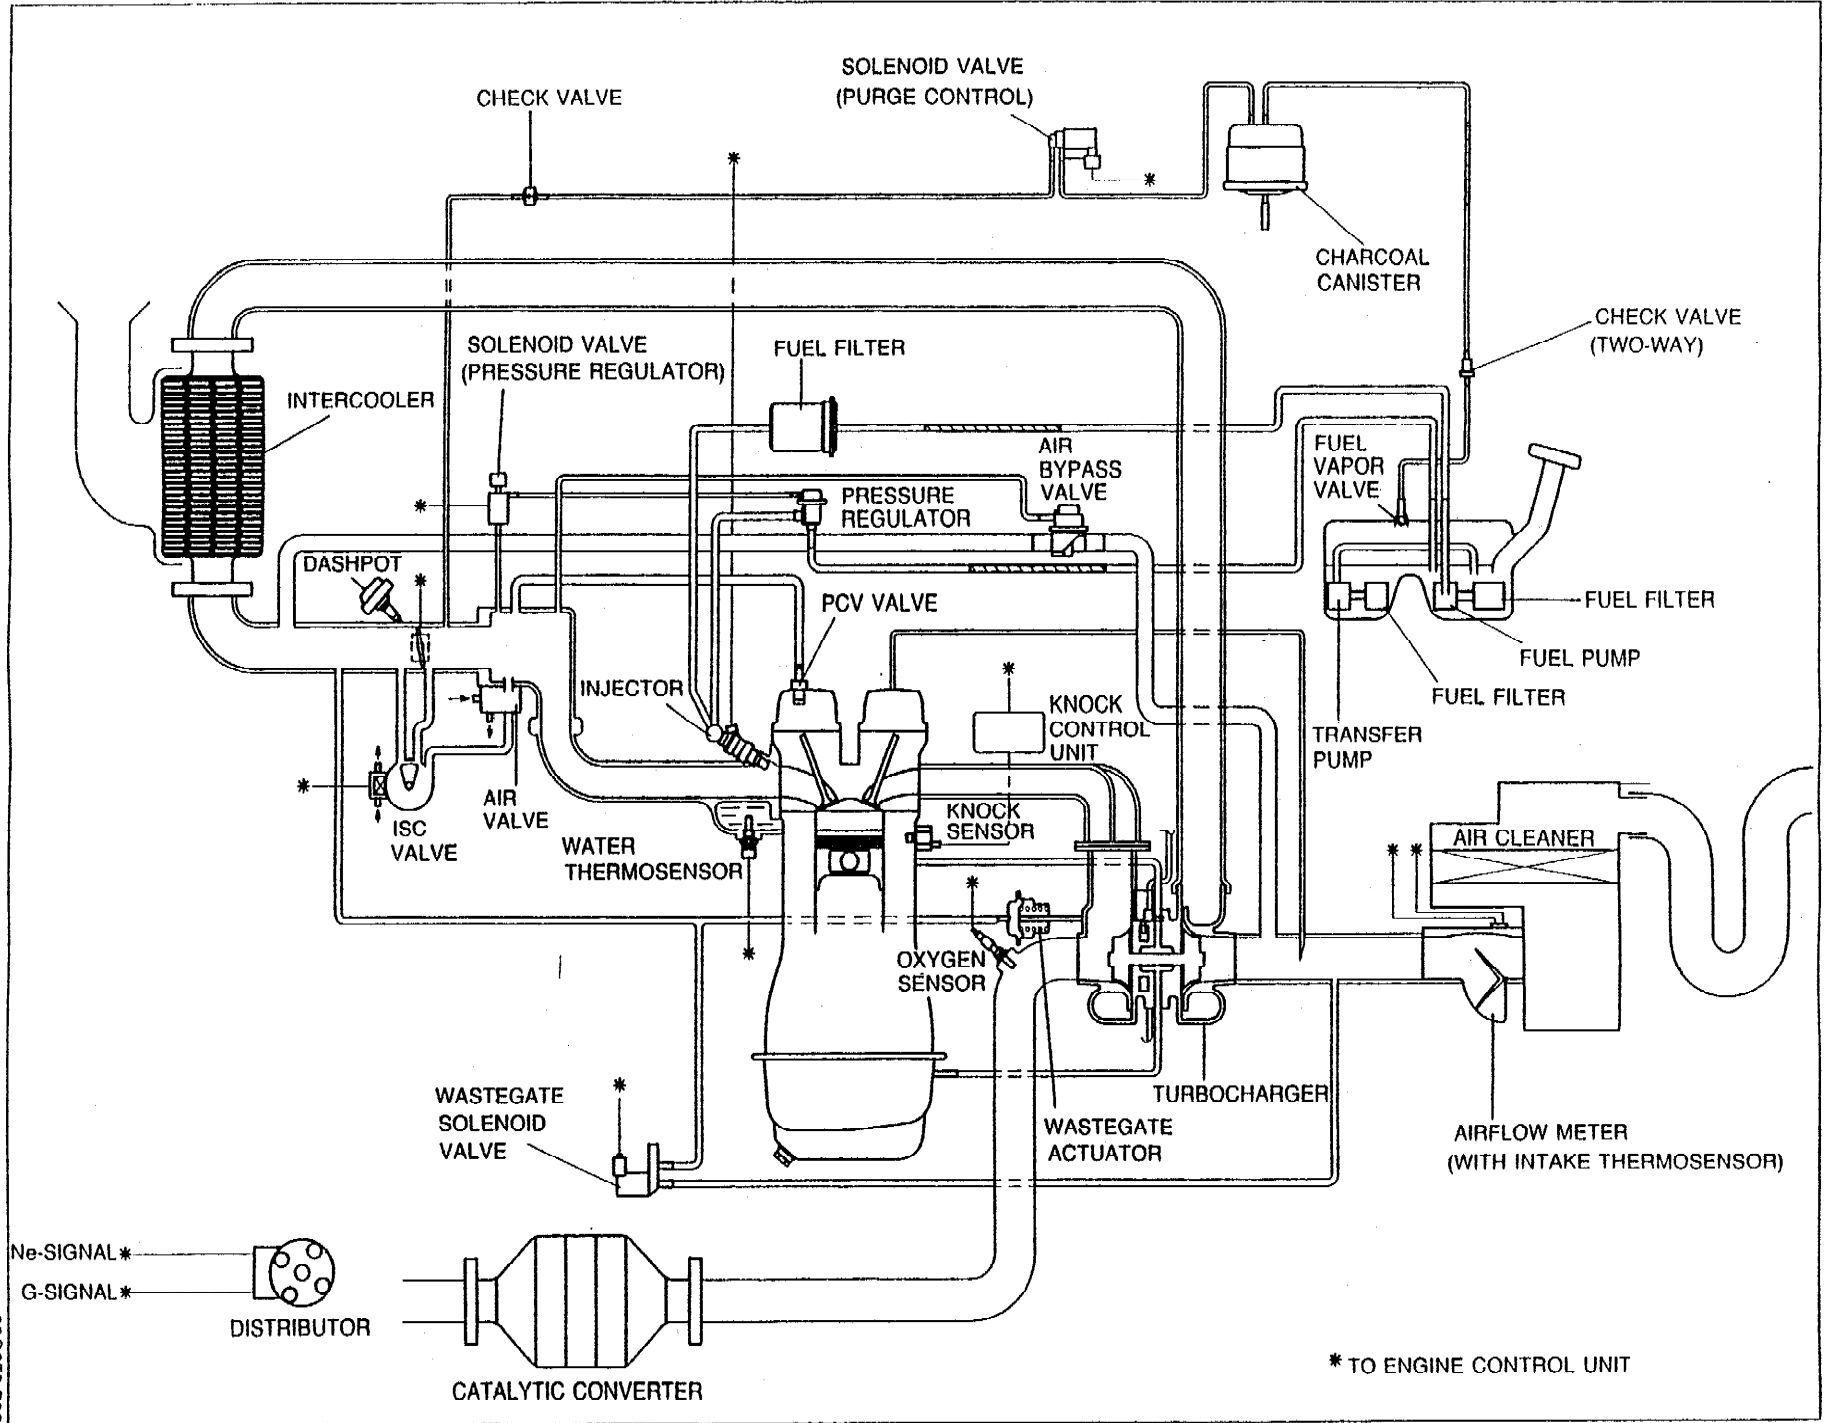 SOLENOID VALVE
(PURGE CONTROL)
CHECK VALVE
*
*
CHARCOAL
CANISTER
CHECK VALVE
(TWO-WAY)
SOLENOID VALVE
(PRESSURE REGULATOR)
FUEL FILTER
INTERCOOLER
AIR
BYPASS
VALVE
FUEL
VAPOR
VALVE
*
PRESSURE
REGULATOR
DASHPOT
*
PCV VALVE
FUEL FILTER
FUEL PUMP
FUEL FILTER
INJECTOR
*
KNOCK
CONTROL
UNIT
TRANSFER
PUMP
*
AIR
VALVE
ISC
VALVE
KNOCK
SENSOR
WATER
THERMOSENSOR
AIR CLEANER
* *
*
*
OXYGEN
SENSOR
*
WASTEGATE
SOLENOID
VALVE
TURBOCHARGER
WASTEGATE
ACTUATOR
AIRFLOW METER
(WITH INTAKE THERMOSENSOR)
Ne-SIGNAL*
G-SIGNAL*
DISTRIBUTOR
CATALYTIC CONVERTER
* TO ENGINE CONTROL UNIT